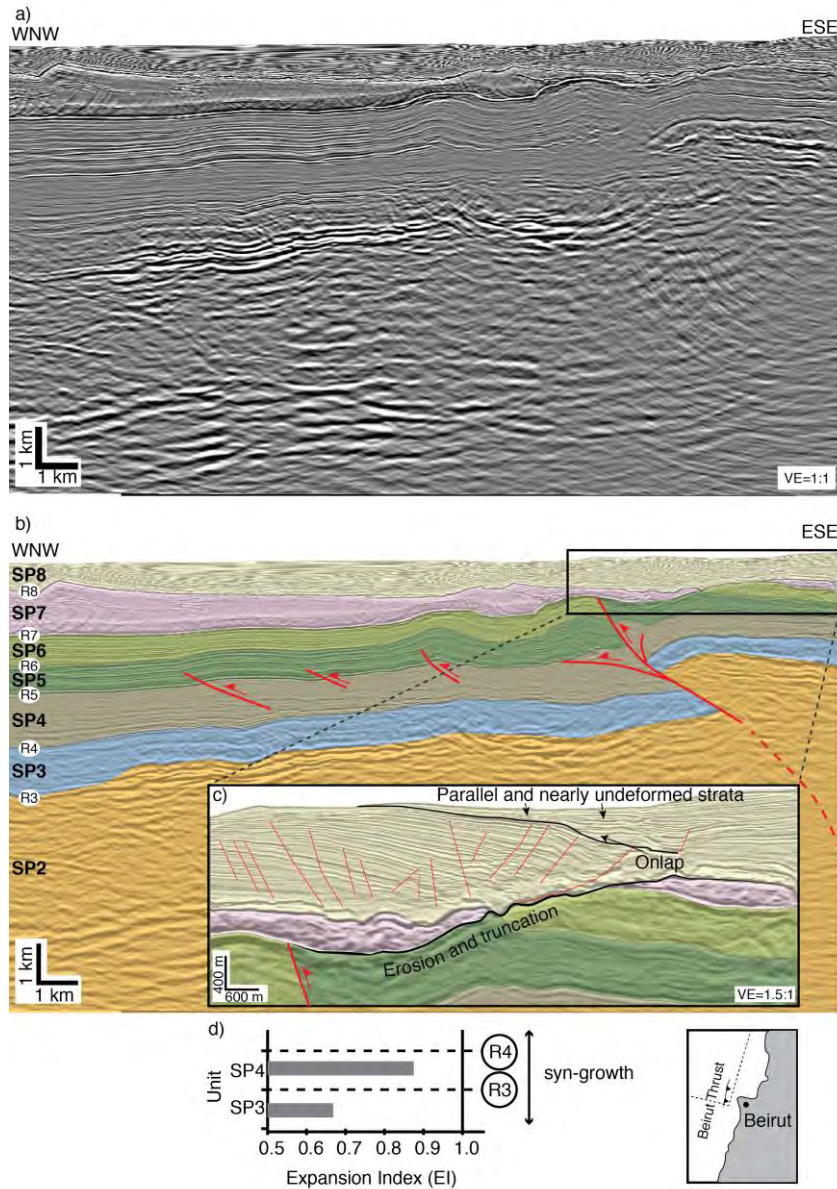 a)
WNW
ESE
1 km
1 km
VE=1:1
b)
WNW
ESE
SP8
R8
SP7
R7
SP6
R6
SP5
R5
SP4
R4
SP3
R3
SP2
c)
Parallel and nearly undeformed strata
Onlap
Erosion and truncation
400 m
600 m
VE=1.5:1
1 km
1 km
d)
Unit
R4
SP4
R3
SP3
syn-growth
0.5 0.6 0.7 0.8 0.9 1.0
Expansion Index (EI)
Beirut Thrust
Beirut